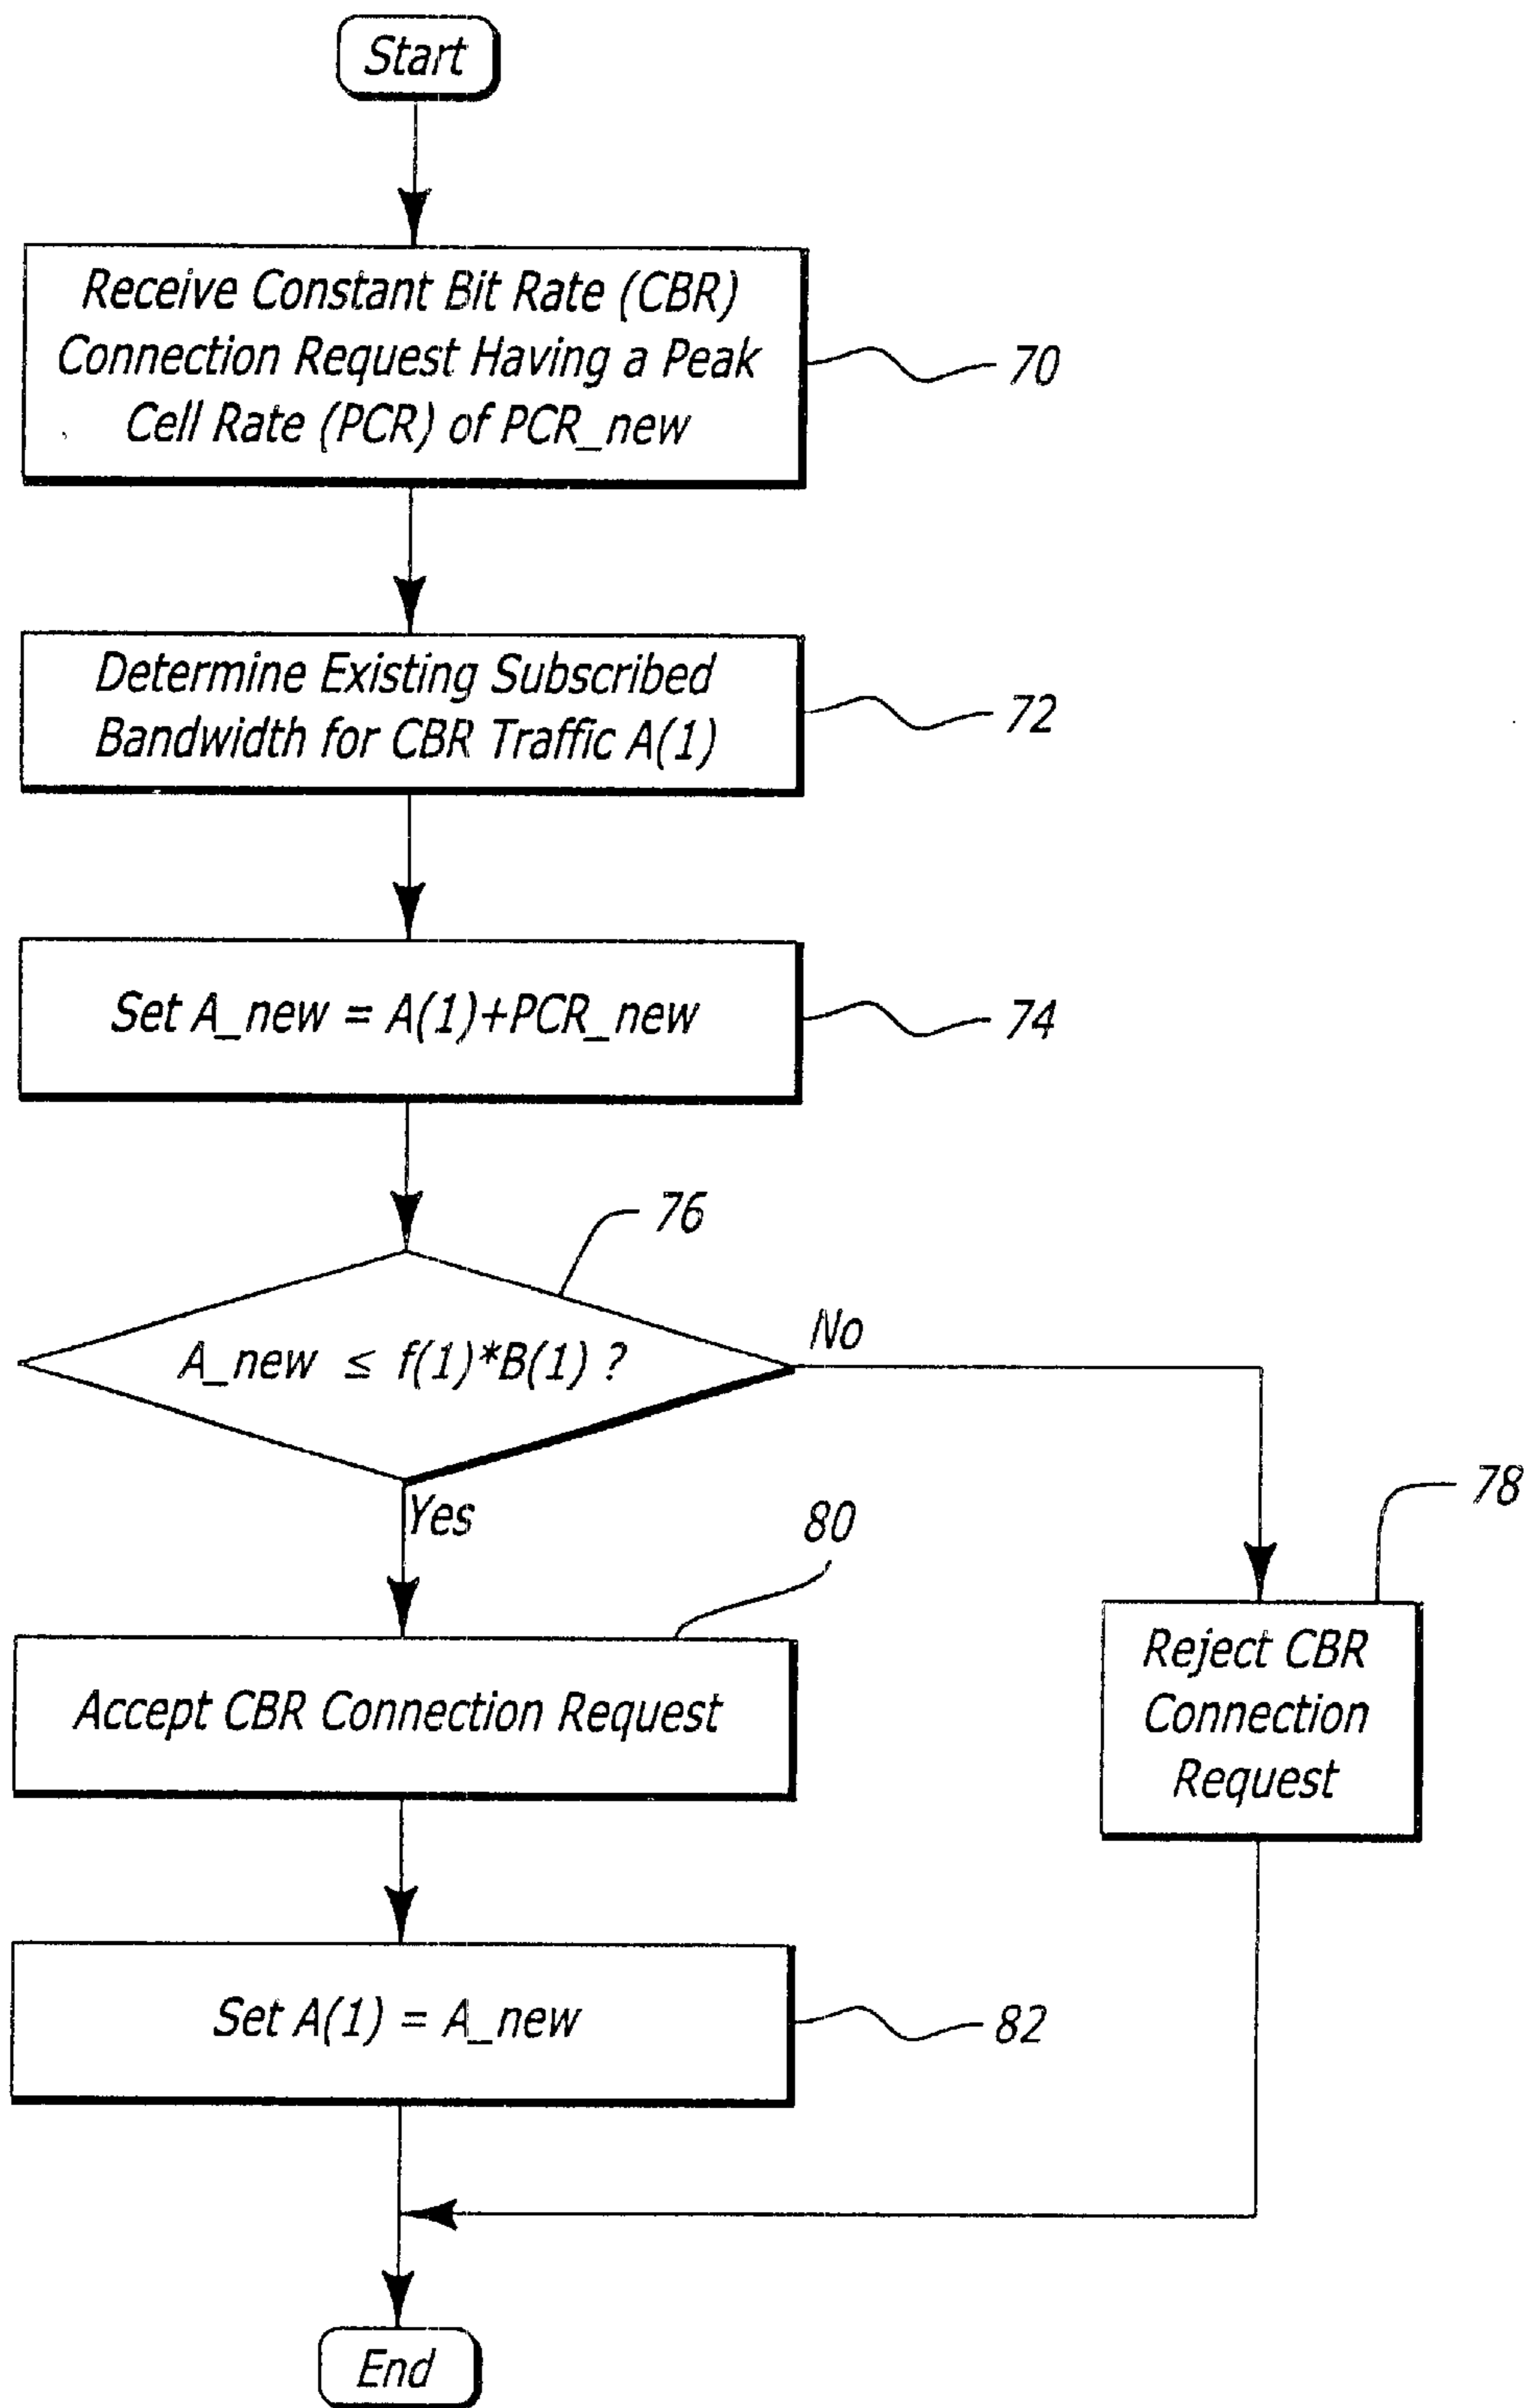 Start
Receive Constant Bit Rate (CBR)
Connection Request Having a Peak
Cell Rate (PCR) of PCR_new
70
Determine Existing Subscribed
Bandwidth for CBR Traffic A(1)
72
Set A_new = A(1)+PCR_new
74
76
A_new ≤ f(1)*B(1) ?
No
Yes
78
80
Accept CBR Connection Request
Reject CBR
Connection
Request
Set A(1) = A_new
82
End